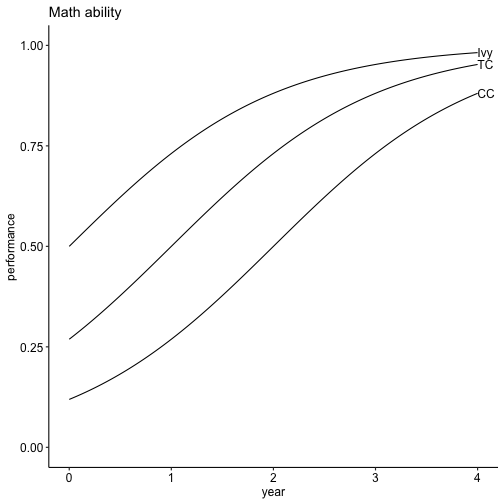 Math ability
1.00
0.75
0.50
0.25
0.00
performance
Ivy
TC
CC
0 1 2 3 4
year